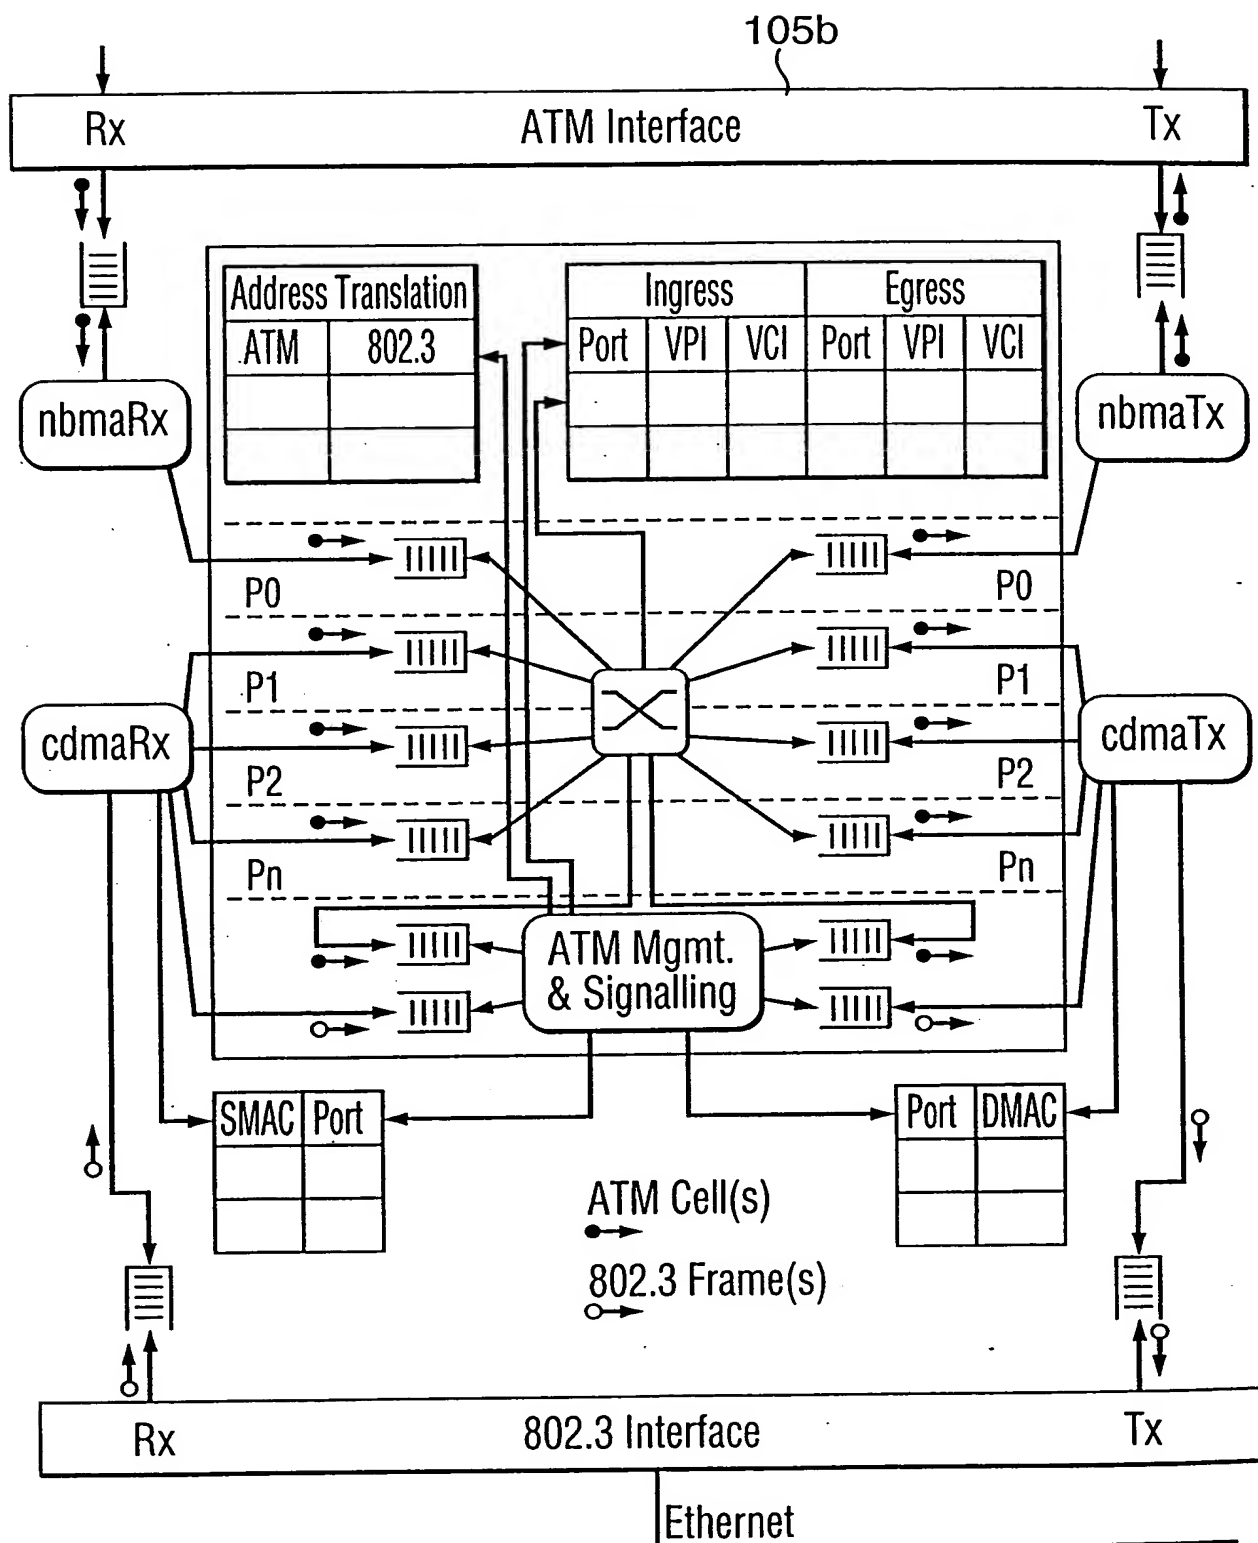 105b
Rx ATM Interface Tx
Address Translation
ATM 802.3
Ingress Egress
Port VPI VCI Port VPI VCI
nbmaRx
nbmaTx
P0 P0
P1 P1
cdmaRx
cdmaTx
P2 P2
Pn Pn
ATM Mgmt.
& Signalling
SMAC Port
Port DMAC
ATM Cell(s)
802.3 Frame(s)
Rx 802.3 Interface Tx
Ethernet